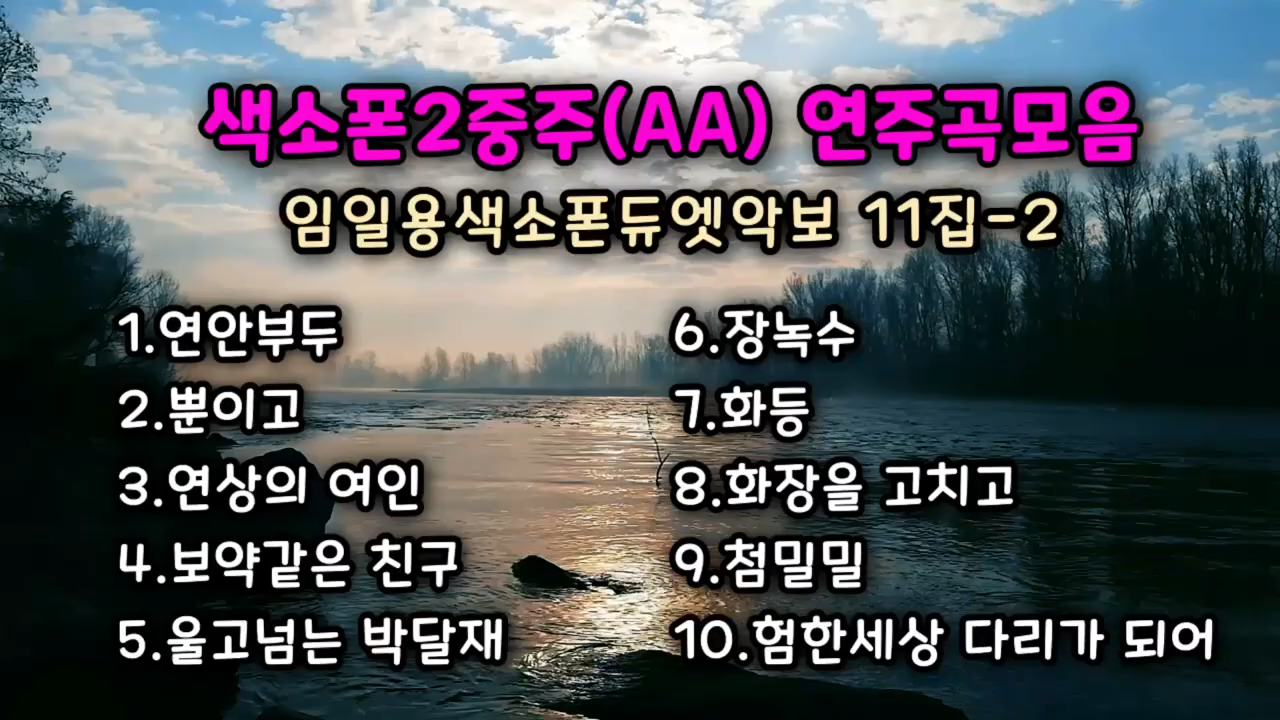 색소폰2중주(AA) 연주곡모음
임일용색소폰듀엣악보 11집-2
1.연안부두
2.뿐이고
3.연상의 여인
4.보약같은 친구
5.울고넘는 박달재
6.장녹수
7.화등
8.화장을 고치고
9.첨밀밀
10.험한세상 다리가 되어